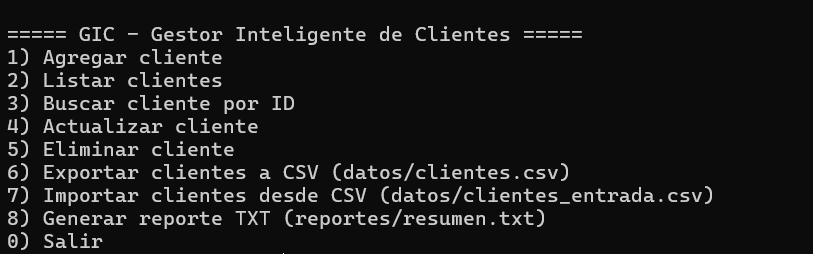 ===== GIC - Gestor Inteligente de Clientes =====
1) Agregar cliente
2) Listar clientes
3) Buscar cliente por ID
4) Actualizar cliente
5) Eliminar cliente
6) Exportar clientes a CSV (datos/clientes.csv)
7) Importar clientes desde CSV (datos/clientes_entrada.csv)
8) Generar reporte TXT (reportes/resumen.txt)
0) Salir